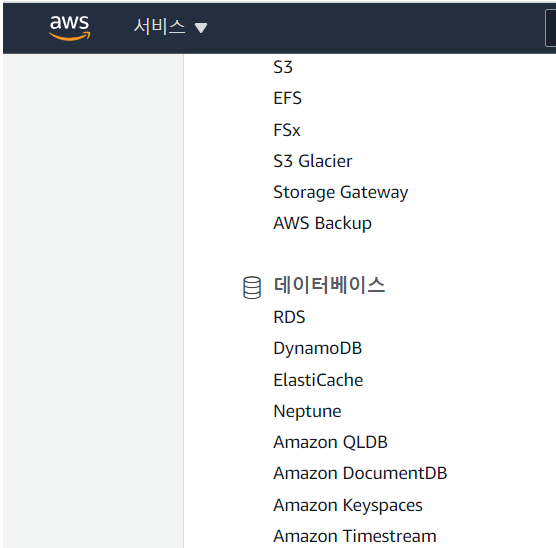 aws 서비스 ▼
S3
EFS
FSx
S3 Glacier
Storage Gateway
AWS Backup
데이터베이스
RDS
DynamoDB
ElastiCache
Neptune
Amazon QLDB
Amazon DocumentDB
Amazon Keyspaces
Amazon Timestream